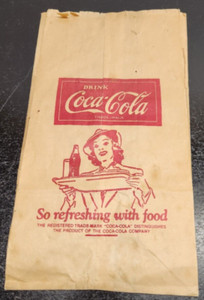 DRINK
Coca-Cola
So refreshing with food
THE REGISTERED TRADE-MARK "COCA-COLA" DISTINGUISHES
THE PRODUCT OF THE COCA-COLA COMPANY